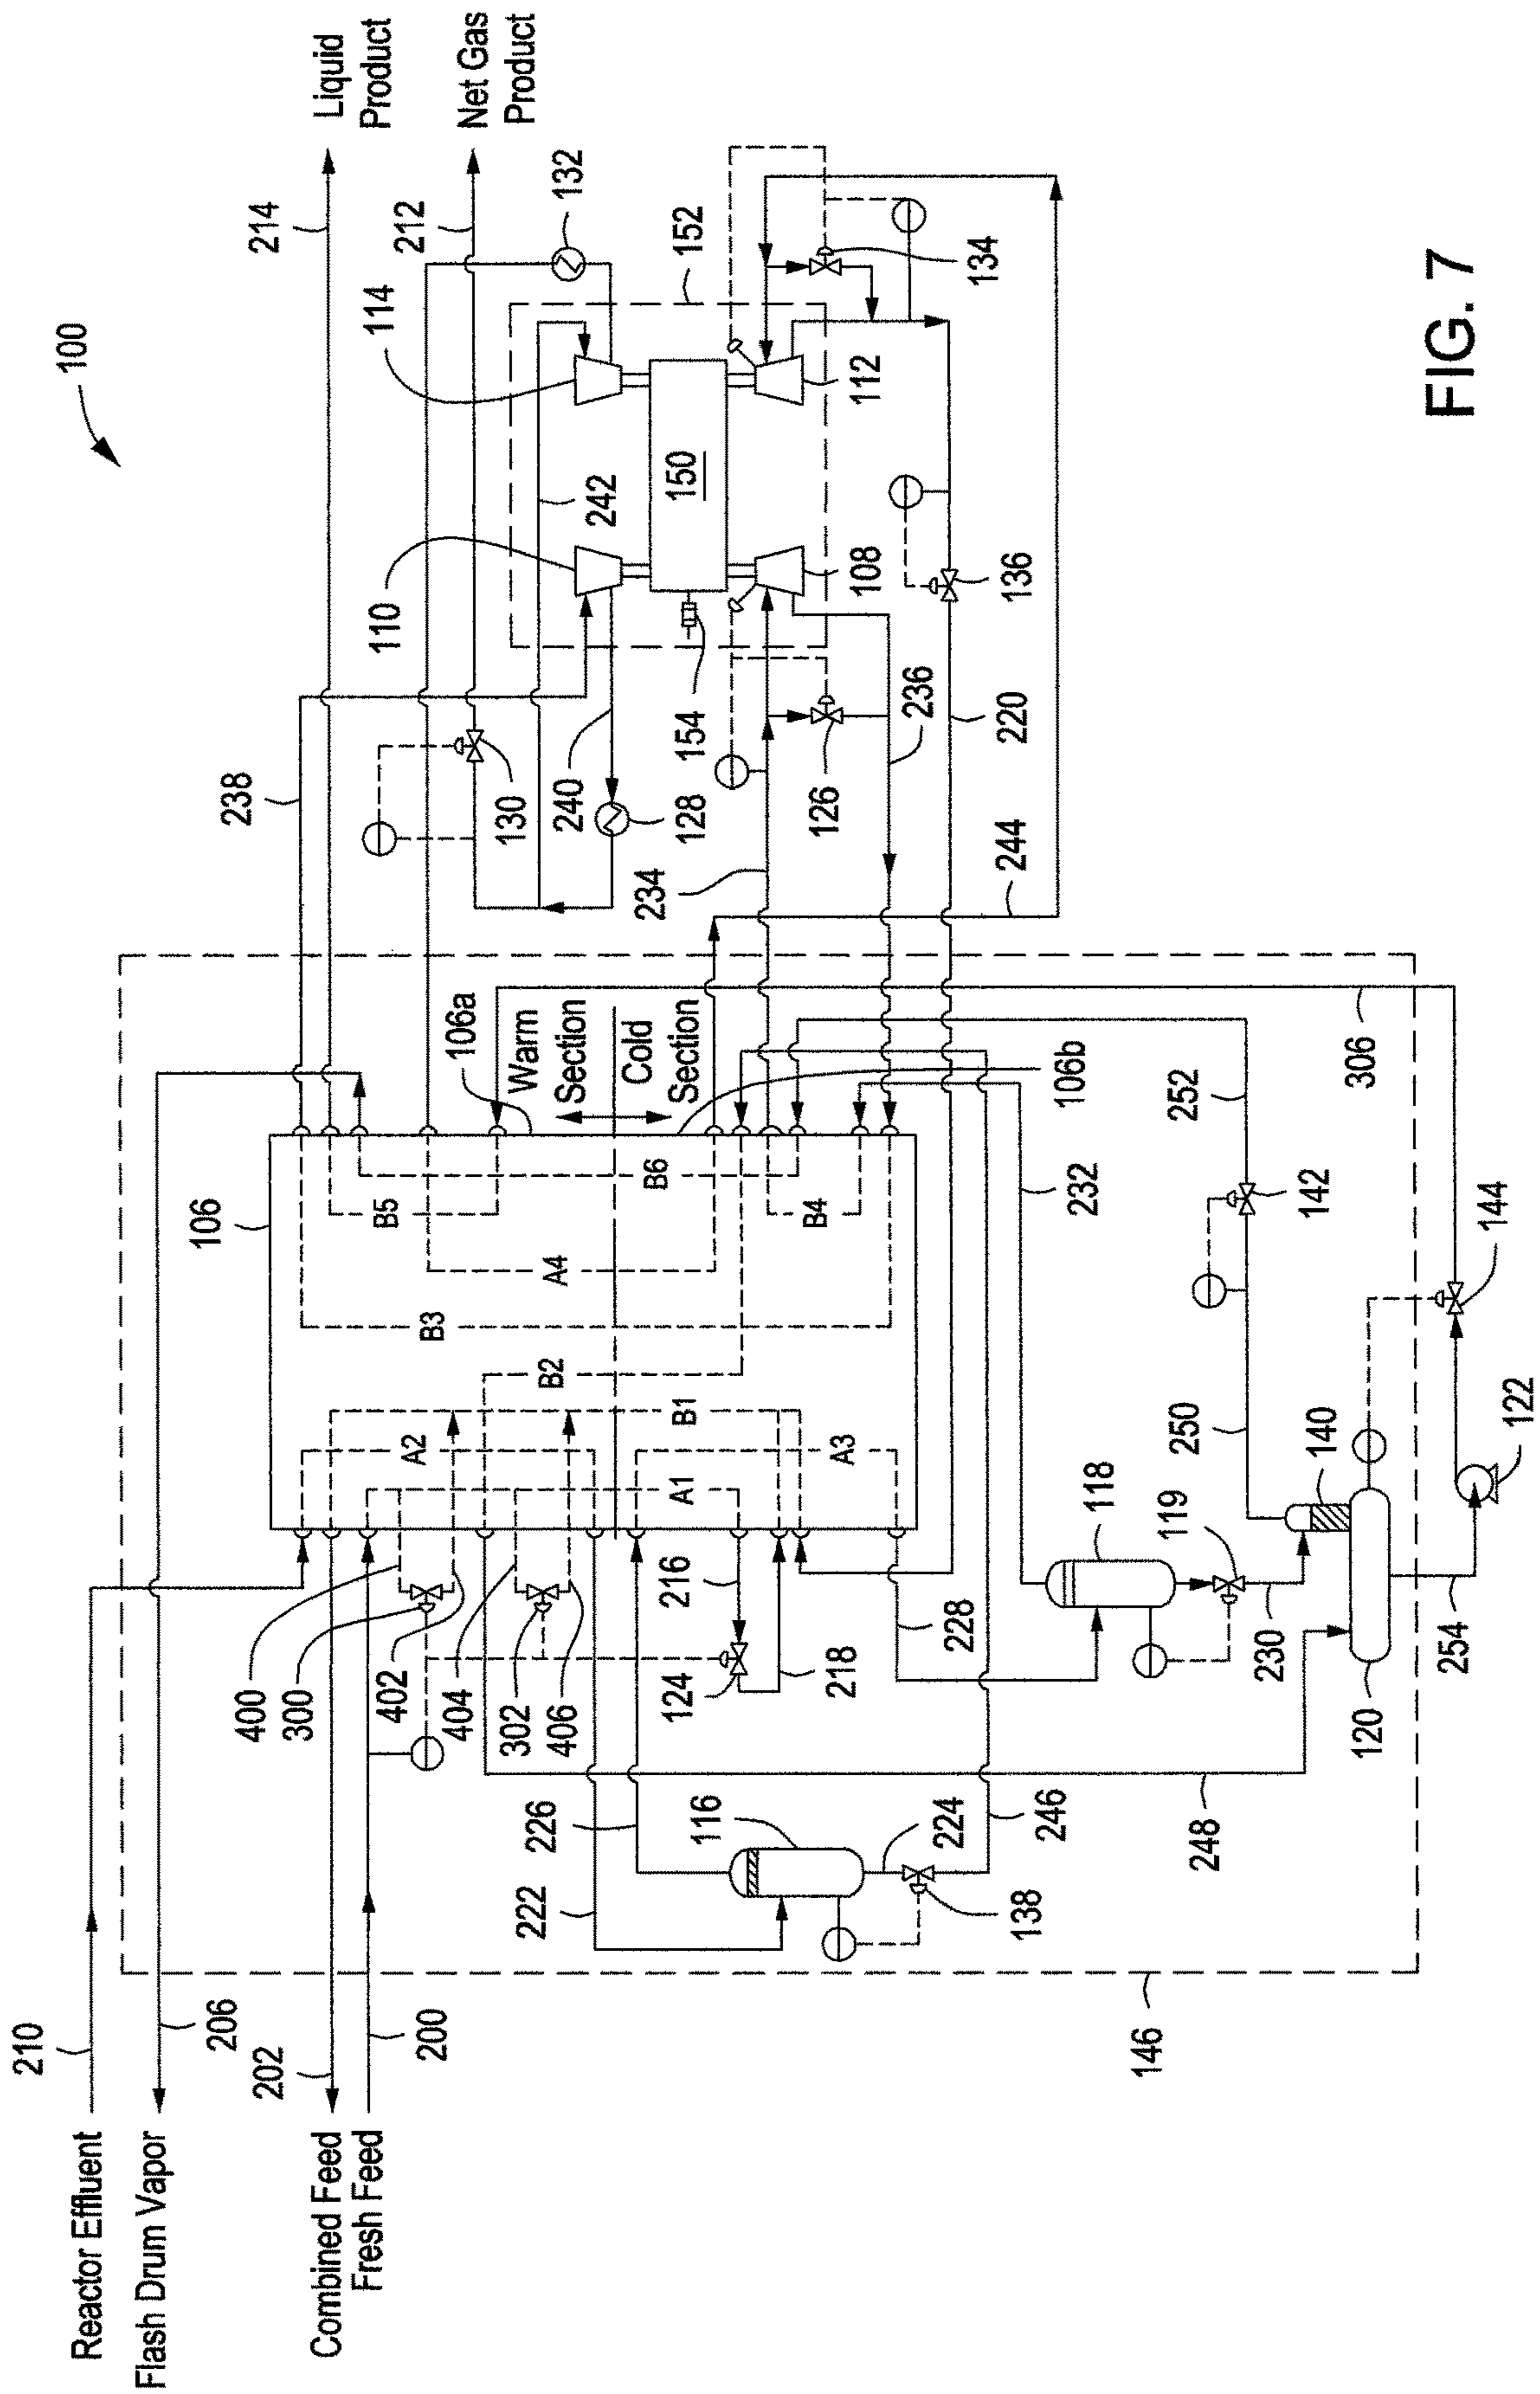 FIG. 7
100
Reactor Effluent
210
Flash Drum Vapor
206
Combined Feed
202
Fresh Feed
200
Liquid
Product
214
Net Gas
Product
212
132
114
152
110
242
150
134
112
108
154
136
238
130
240
128
126
236
220
234
244
106
106a
Warm
Section
Cold
Section
106b
B5
B6
B4
A4
B3
B2
B1
A2
A1
A3
400
300
402
404
302
406
216
124
218
228
232
252
306
142
144
250
140
118
119
230
122
254
120
222
226
116
224
138
246
248
146